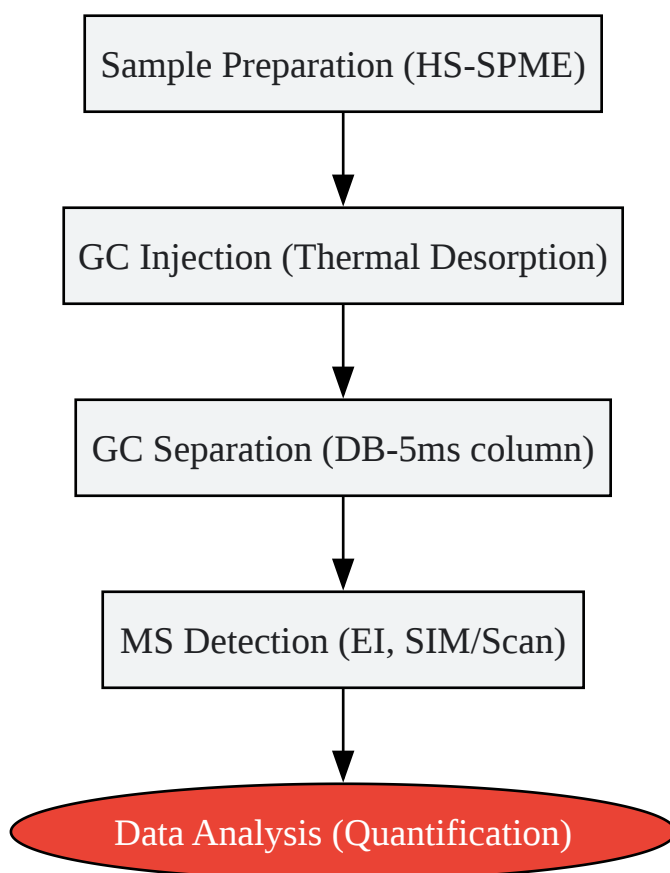 Sample Preparation (HS-SPME)
GC Injection (Thermal Desorption)
GC Separation (DB-5ms column)
MS Detection (EI, SIM/Scan)
Data Analysis (Quantification)